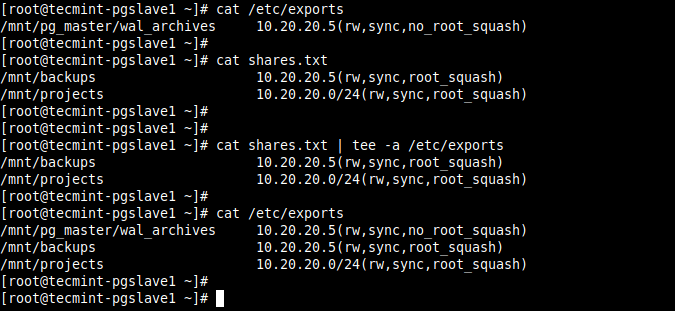 [root@tecmint-pgslave1 ~]# cat /etc/exports
/mnt/pg_master/wal_archives     10.20.20.5(rw,sync,no_root_squash)
[root@tecmint-pgslave1 ~]#
[root@tecmint-pgslave1 ~]# cat shares.txt
/mnt/backups                    10.20.20.5(rw,sync,root_squash)
/mnt/projects                   10.20.20.0/24(rw,sync,root_squash)
[root@tecmint-pgslave1 ~]#
[root@tecmint-pgslave1 ~]#
[root@tecmint-pgslave1 ~]# cat shares.txt | tee -a /etc/exports
/mnt/backups                    10.20.20.5(rw,sync,root_squash)
/mnt/projects                   10.20.20.0/24(rw,sync,root_squash)
[root@tecmint-pgslave1 ~]#
[root@tecmint-pgslave1 ~]# cat /etc/exports
/mnt/pg_master/wal_archives     10.20.20.5(rw,sync,no_root_squash)
/mnt/backups                    10.20.20.5(rw,sync,root_squash)
/mnt/projects                   10.20.20.0/24(rw,sync,root_squash)
[root@tecmint-pgslave1 ~]#
[root@tecmint-pgslave1 ~]#